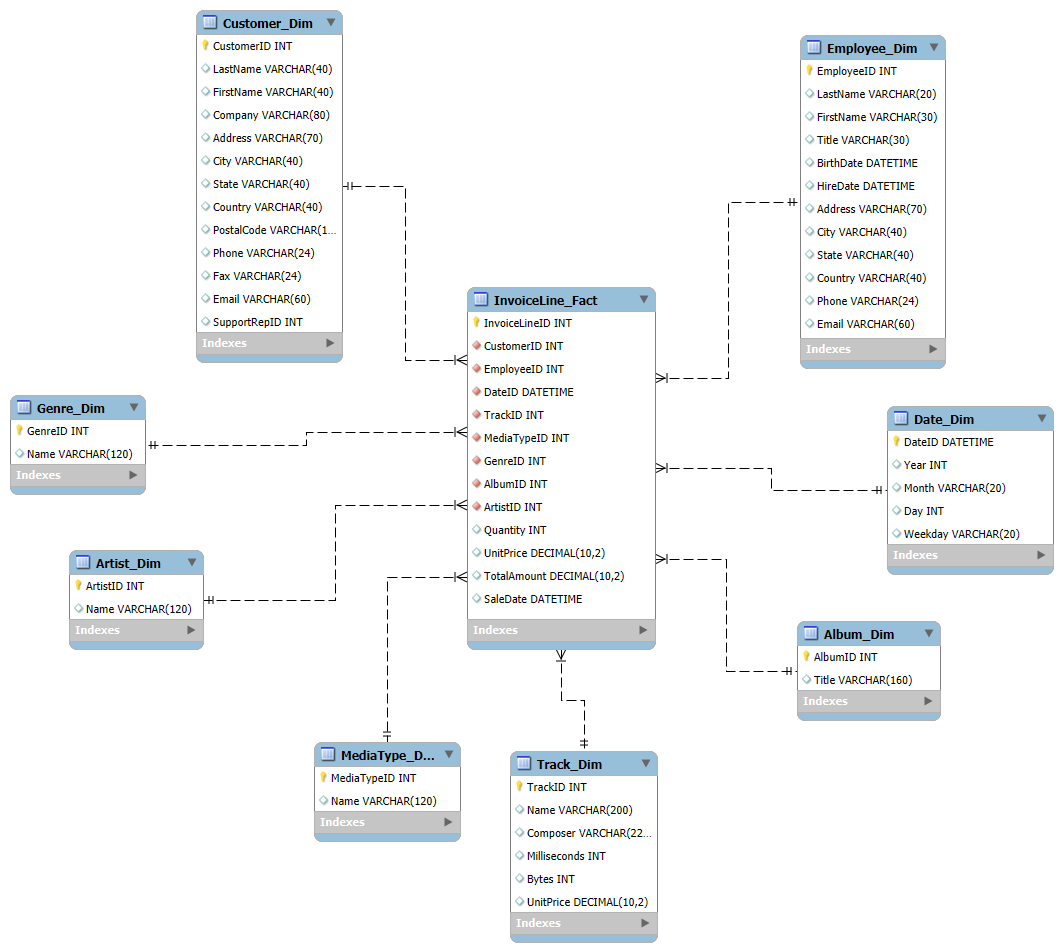 Customer_Dim
CustomerID INT
LastName VARCHAR(40)
FirstName VARCHAR(40)
Company VARCHAR(80)
Address VARCHAR(70)
City VARCHAR(40)
State VARCHAR(40)
Country VARCHAR(40)
PostalCode VARCHAR(1...
Phone VARCHAR(24)
Fax VARCHAR(24)
Email VARCHAR(60)
SupportRepID INT
Indexes
Employee_Dim
EmployeeID INT
LastName VARCHAR(20)
FirstName VARCHAR(30)
Title VARCHAR(30)
BirthDate DATETIME
HireDate DATETIME
Address VARCHAR(70)
City VARCHAR(40)
State VARCHAR(40)
Country VARCHAR(40)
Phone VARCHAR(24)
Email VARCHAR(60)
Indexes
InvoiceLine_Fact
InvoiceLineID INT
CustomerID INT
EmployeeID INT
DateID DATETIME
TrackID INT
MediaTypeID INT
GenreID INT
AlbumID INT
ArtistID INT
Quantity INT
UnitPrice DECIMAL(10,2)
TotalAmount DECIMAL(10,2)
SaleDate DATETIME
Indexes
Genre_Dim
GenreID INT
Name VARCHAR(120)
Indexes
Date_Dim
DateID DATETIME
Year INT
Month VARCHAR(20)
Day INT
Weekday VARCHAR(20)
Indexes
Artist_Dim
ArtistID INT
Name VARCHAR(120)
Indexes
Album_Dim
AlbumID INT
Title VARCHAR(160)
Indexes
MediaType_D...
MediaTypeID INT
Name VARCHAR(120)
Indexes
Track_Dim
TrackID INT
Name VARCHAR(200)
Composer VARCHAR(22...
Milliseconds INT
Bytes INT
UnitPrice DECIMAL(10,2)
Indexes